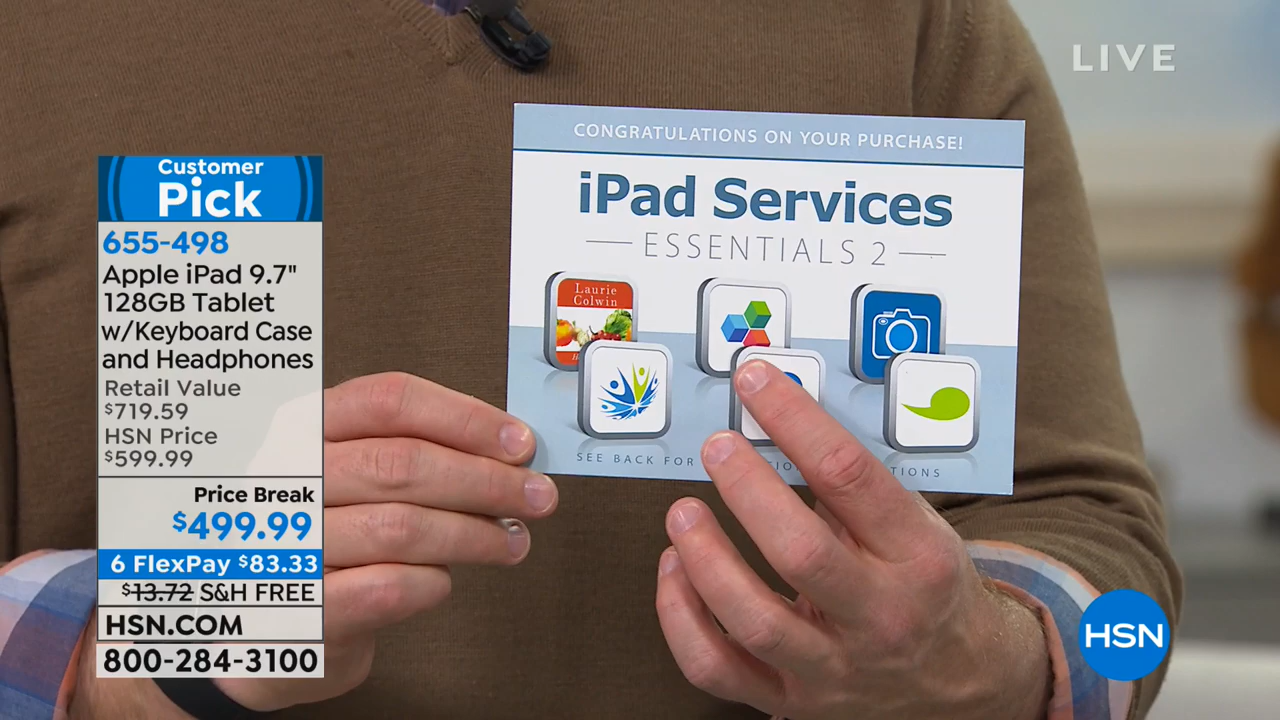 LIVE
Customer
Pick
655-498
Apple iPad 9.7"
128GB Tablet
w/Keyboard Case
and Headphones
Retail Value
$719.59
HSN Price
$599.99
Price Break
$499.99
6 FlexPay $83.33
$13.72 S&H FREE
HSN.COM
800-284-3100
CONGRATULATIONS ON YOUR PURCHASE!
iPad Services
ESSENTIALS 2
Laurie
Colwin
SEE BACK FOR
HSN